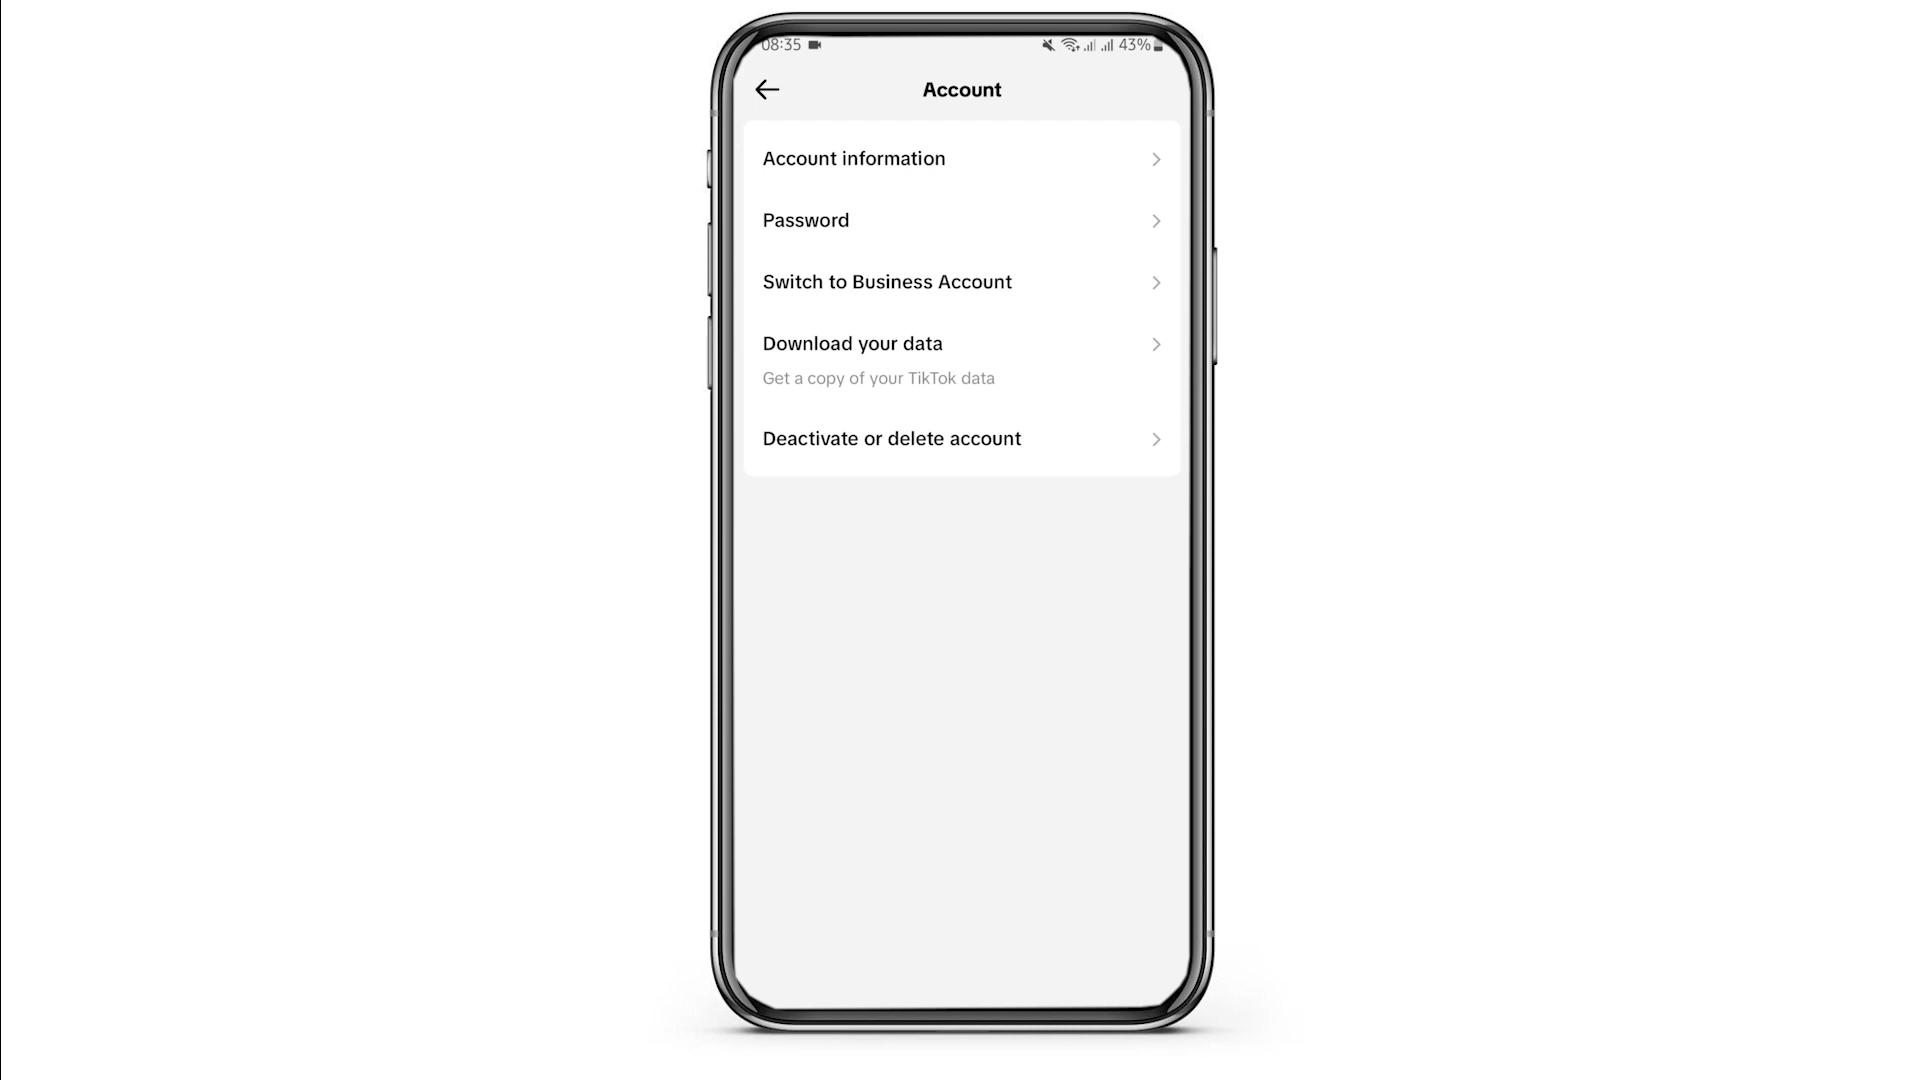 08:35 43%
Account
Account information
Password
Switch to Business Account
Download your data
Get a copy of your TikTok data
Deactivate or delete account